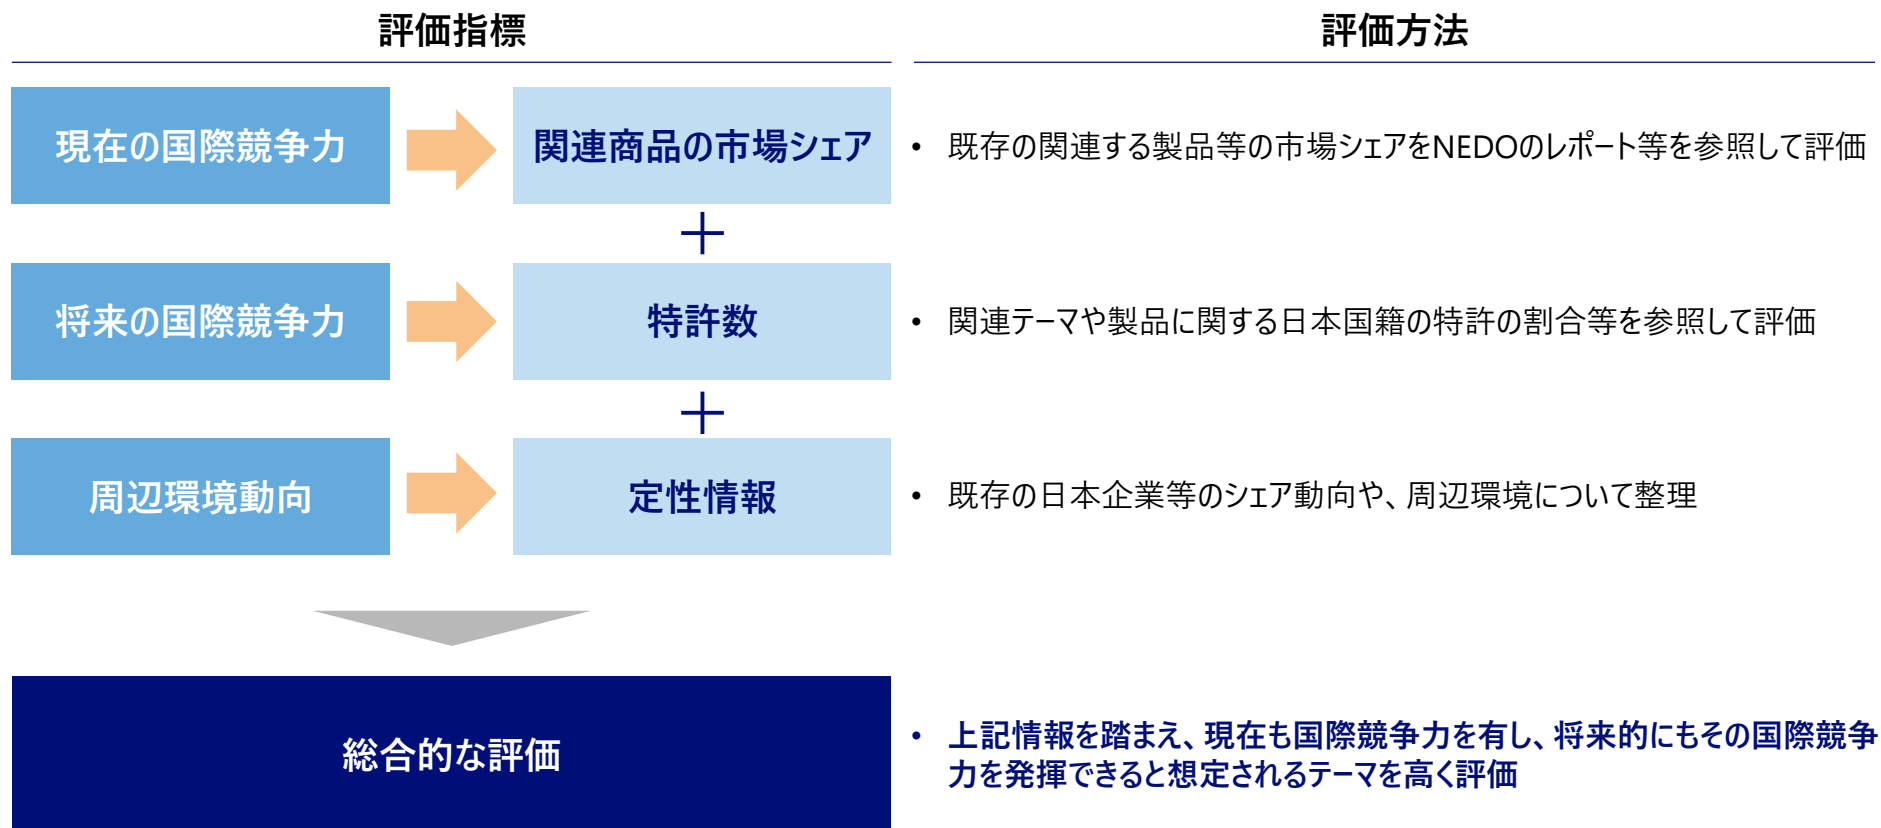 評価指標
評価方法
現在の国際競争力
関連商品の市場シェア
• 既存の関連する製品等の市場シェアをNEDOのレポート等を参照して評価
＋
将来の国際競争力
特許数
• 関連テーマや製品に関する日本国籍の特許の割合等を参照して評価
＋
周辺環境動向
定性情報
• 既存の日本企業等のシェア動向や、周辺環境について整理
総合的な評価
• 上記情報を踏まえ、現在も国際競争力を有し、将来的にもその国際競争
力を発揮できると想定されるテーマを高く評価